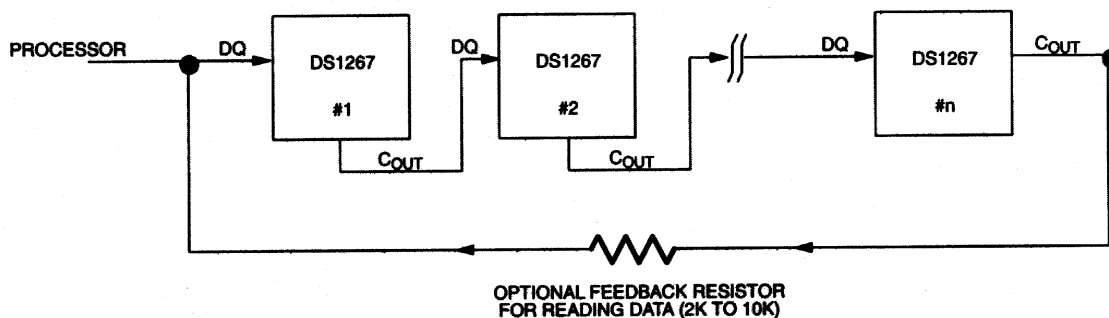 PROCESSOR
DQ
DS1267
#1
COUT
DQ
DS1267
#2
COUT
DQ
DS1267
#n
COUT
OPTIONAL FEEDBACK RESISTOR
FOR READING DATA (2K TO 10K)